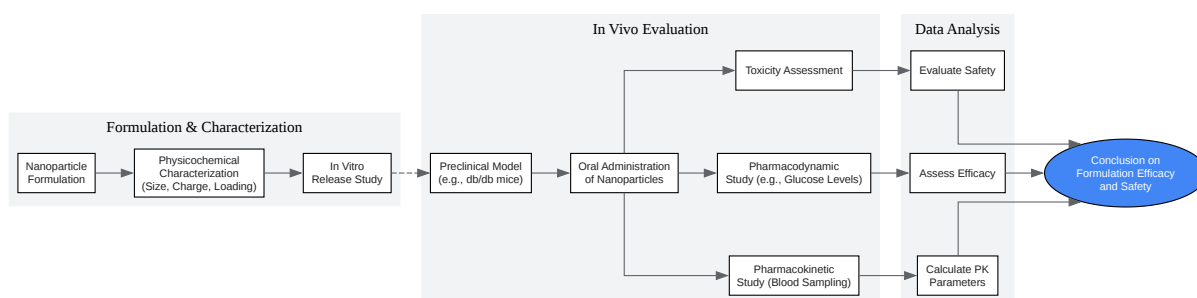 In Vivo Evaluation
Data Analysis
Toxicity Assessment
Evaluate Safety
Formulation & Characterization
Nanoparticle
Formulation
Physicochemical
Characterization
(Size, Charge, Loading)
In Vitro
Release Study
Preclinical Model
(e.g., db/db mice)
Oral Administration
of Nanoparticles
Pharmacodynamic
Study (e.g., Glucose Levels)
Assess Efficacy
Conclusion on
Formulation Efficacy
and Safety
Pharmacokinetic
Study (Blood Sampling)
Calculate PK
Parameters